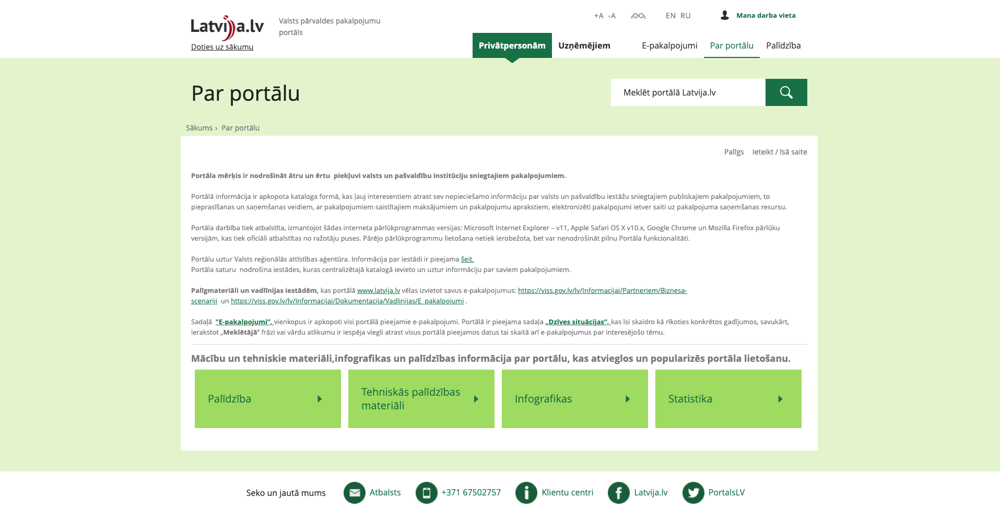 Latvija.lv
Doties uz sākumu
Valsts pārvaldes pakalpojumu
portāls
+A -A
EN RU
Mana darba vieta
Privātpersonām Uzņēmējiem E-pakalpojumi Par portālu Palīdzība
Par portālu
Meklēt portālā Latvija.lv
Sākums › Par portālu
Palīgs Ieteikt / īsā saite
Portāla mērķis ir nodrošināt ātru un ērtu piekļuvi valsts un pašvaldību institūciju sniegtajiem pakalpojumiem.
Portālā informācija ir apkopota kataloga formā, kas ļauj interesentiem atrast sev nepieciešamo informāciju par valsts un pašvaldību iestāžu sniegtajiem publiskajiem pakalpojumiem, to
pieprasīšanas un saņemšanas veidiem, ar pakalpojumiem saistītajiem maksājumiem un pakalpojumu aprakstiem, elektronizēti pakalpojumi ietver saiti uz pakalpojuma saņemšanas resursu.
Portāla darbība tiek atbalstīta, izmantojot šādas interneta pārlūkprogrammas versijas: Microsoft Internet Explorer – v11, Apple Safari OS X v10.x, Google Chrome un Mozilla Firefox pārlūku
versijām, kas tiek oficiāli atbalstītas no ražotāju puses. Pārējo pārlūkprogrammu lietošana netiek ierobežota, bet var nenodrošināt pilnu Portāla funkcionalitāti.
Portālu uztur Valsts reģionālās attīstības aģentūra. Informācija par iestādi ir pieejama šeit.
Portāla saturu nodrošina iestādes, kuras centralizētajā katalogā ievieto un uztur informāciju par saviem pakalpojumiem.
Palīgmateriāli un vadlīnijas iestādēm, kas portālā www.latvija.lv vēlas izvietot savus e-pakalpojumus: https://viss.gov.lv/lv/Informacijai/Partneriem/Biznesa-
scenariji un https://viss.gov.lv/lv/Informacijai/Dokumentacija/Vadlinijas/E_pakalpojumi .
Sadaļā "E-pakalpojumi”, vienkopus ir apkopoti visi portālā pieejamie e-pakalpojumi. Portālā ir pieejama sadaļa „Dzīves situācijas”, kas īsi skaidro kā rīkoties konkrētos gadījumos, savukārt,
ierakstot „Meklētājā” frāzi vai vārdu atlikumu ir iespēja viegli atrast visus portālā pieejamos datus tai skaitā arī e-pakalpojumus par interesējošo tēmu.
Mācību un tehniskie materiāli,infografikas un palīdzības informācija par portālu, kas atvieglos un popularizēs portāla lietošanu.
Palīdzība
Tehniskās palīdzības
materiāli
Infografikas
Statistika
Seko un jautā mums Atbalsts +371 67502757 Klientu centri Latvija.lv PortalsLV